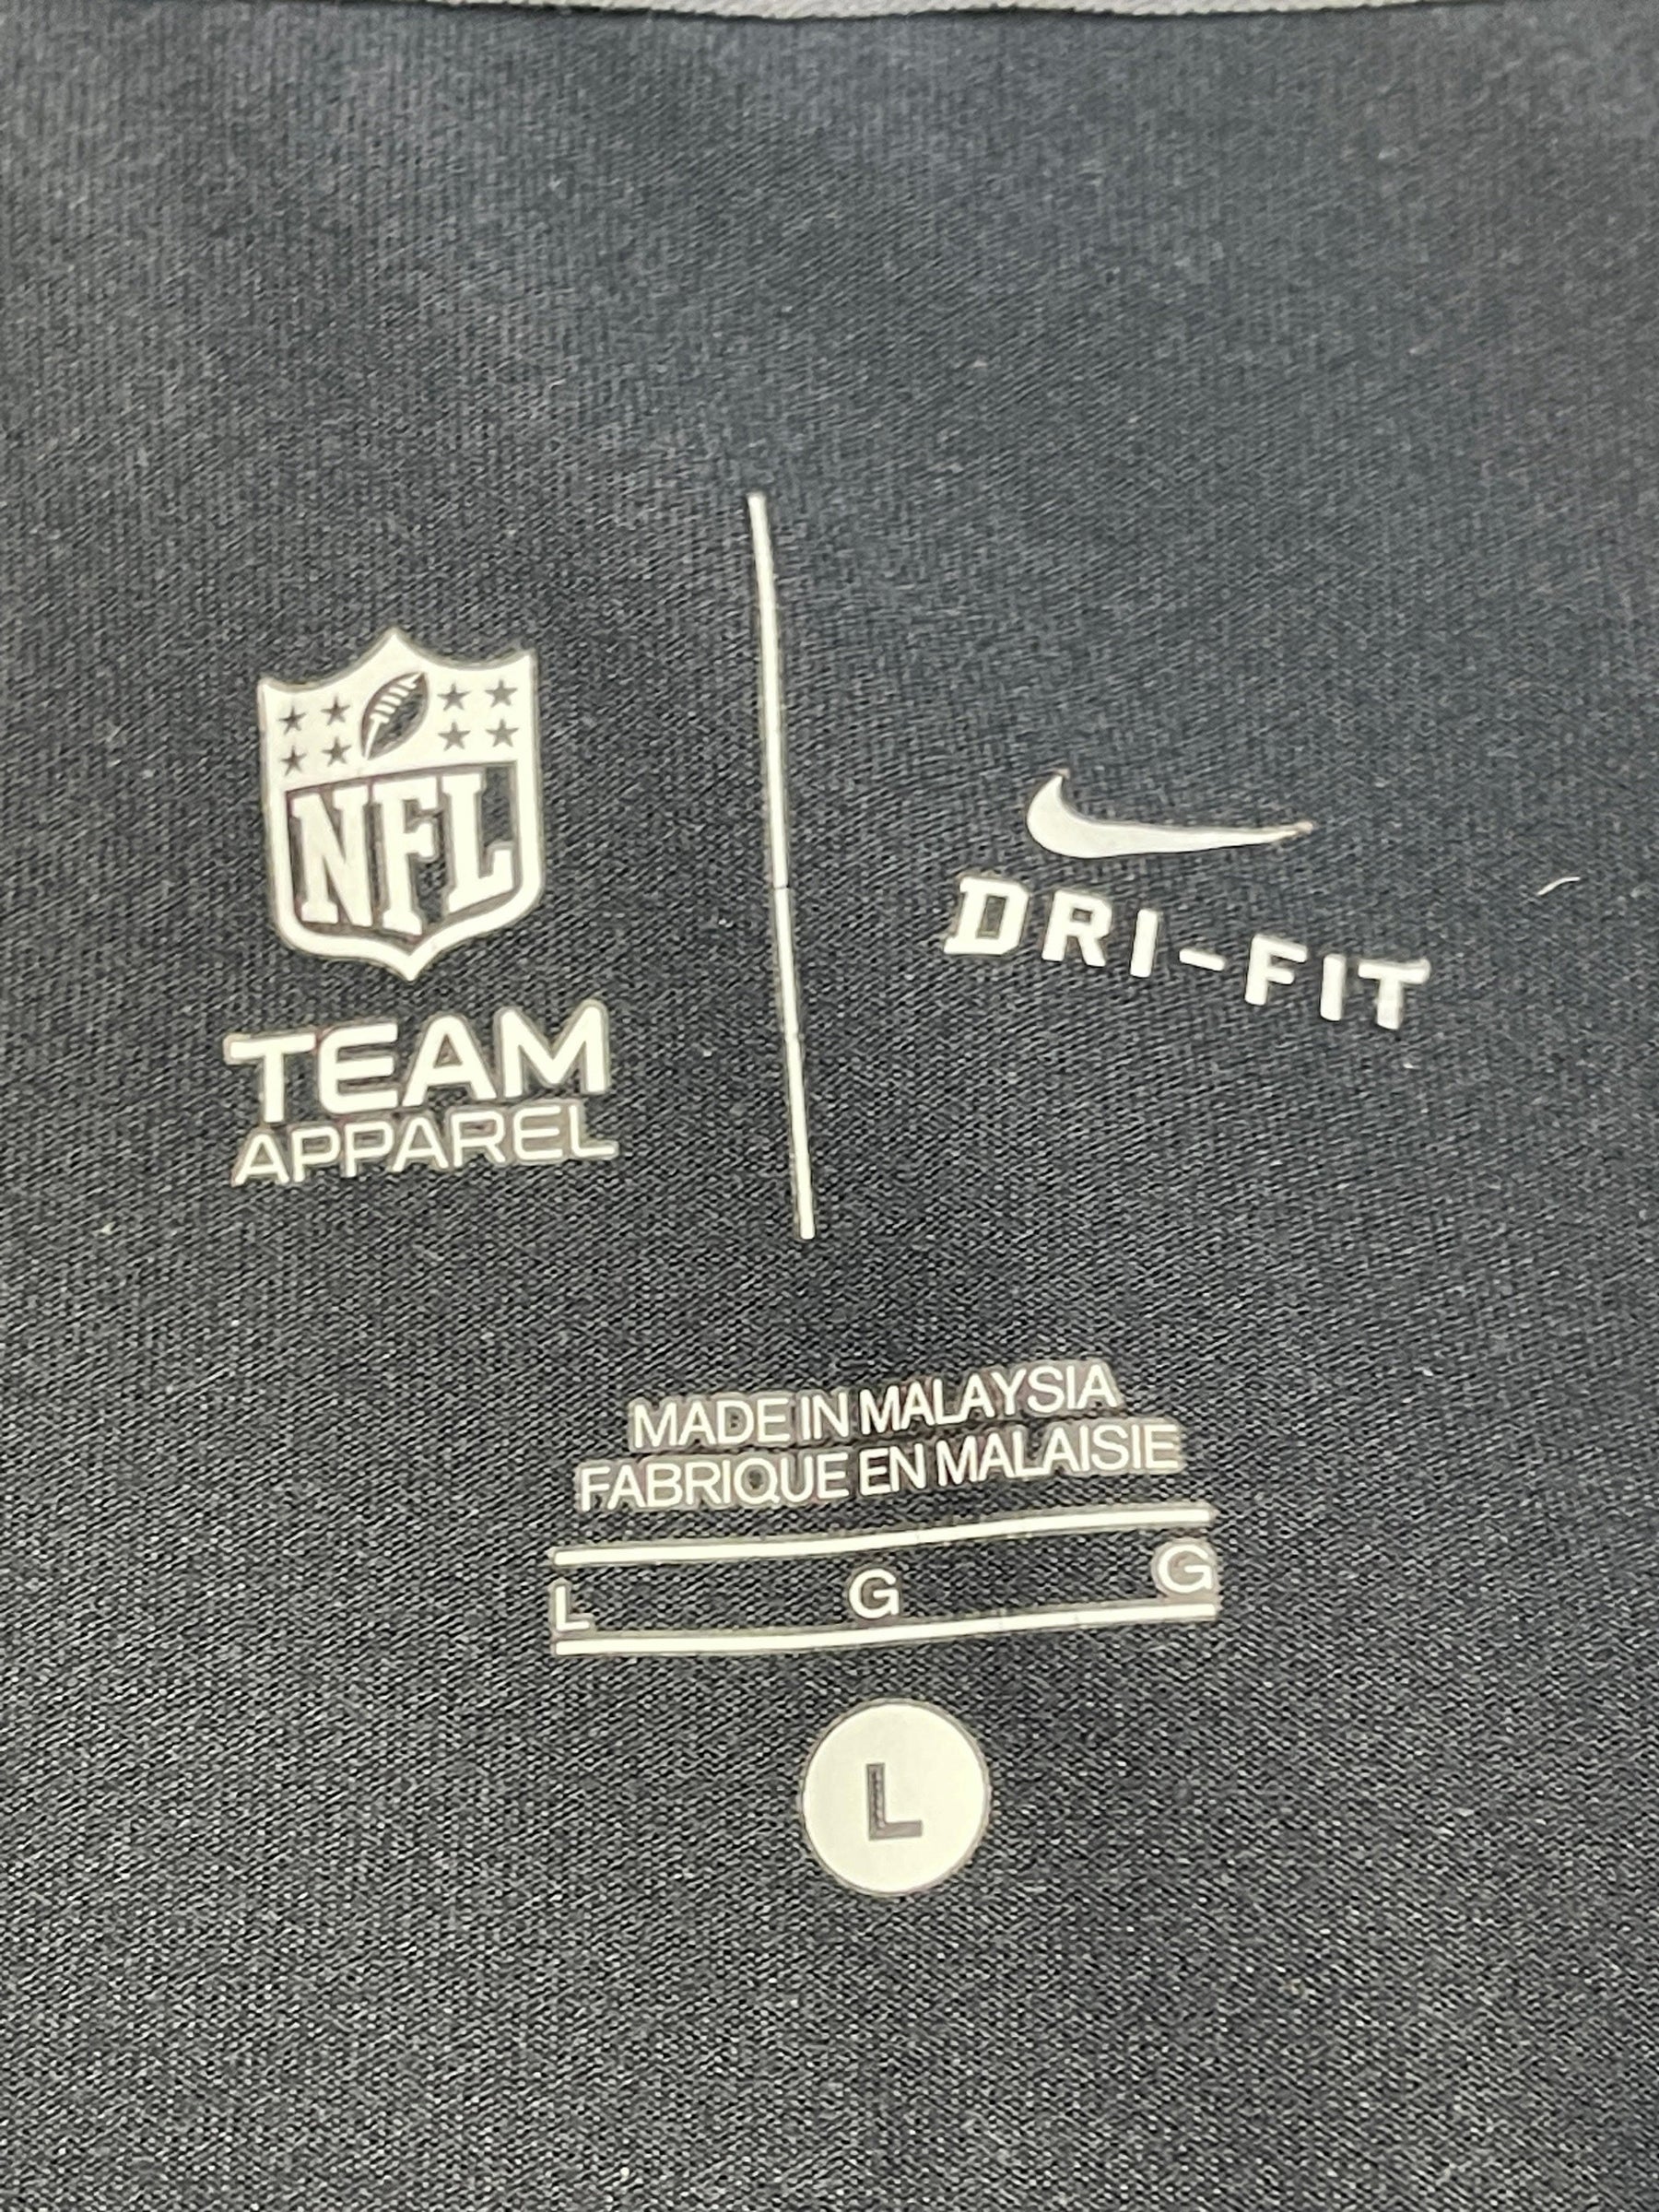 NFL
TEAM
APPAREL
DRI-FIT
MADE IN MALAYSIA
FABRIQUE EN MALAISIE
L G G
L